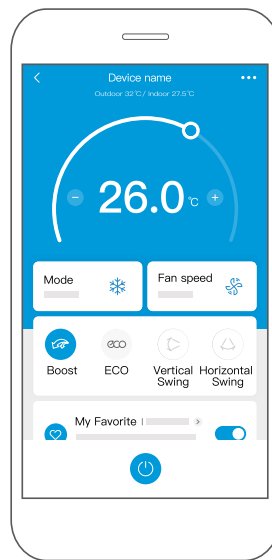 Device name
Outdoor 32℃/ Indoor 27.5℃
26.0℃
Mode
Fan speed
eco
Boost
ECO
Vertical
Swing
Horizontal
Swing
My Favorite